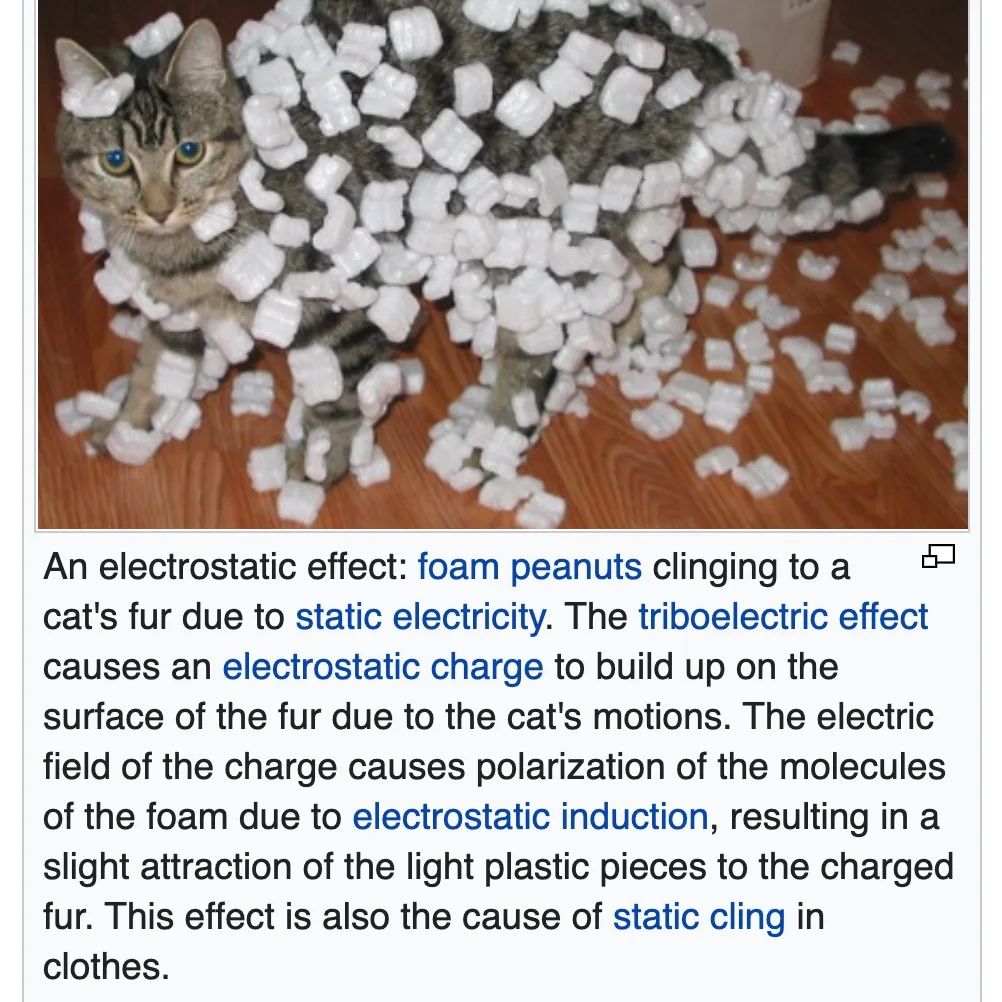 An electrostatic effect: foam peanuts clinging to a
cat's fur due to static electricity. The triboelectric effect
causes an electrostatic charge to build up on the
surface of the fur due to the cat's motions. The electric
field of the charge causes polarization of the molecules
of the foam due to electrostatic induction, resulting in a
slight attraction of the light plastic pieces to the charged
fur. This effect is also the cause of static cling in
clothes.